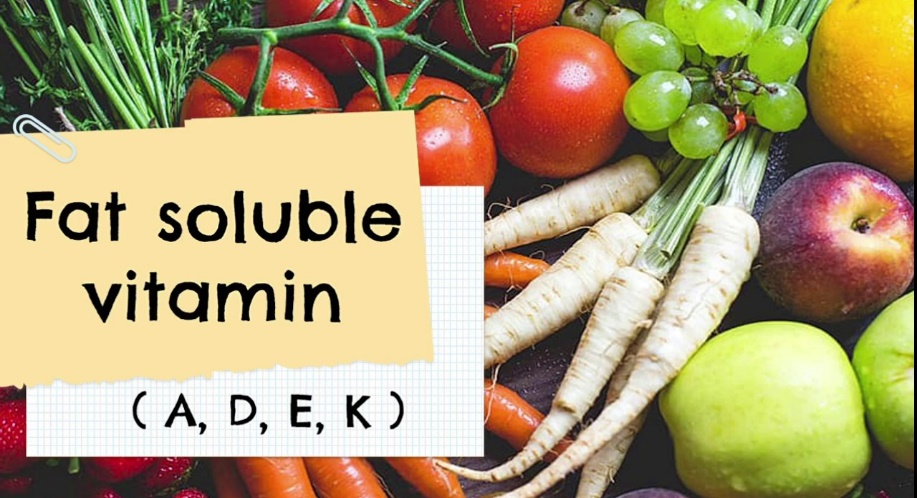 Fat soluble
vitamin
( A, D, E, K )